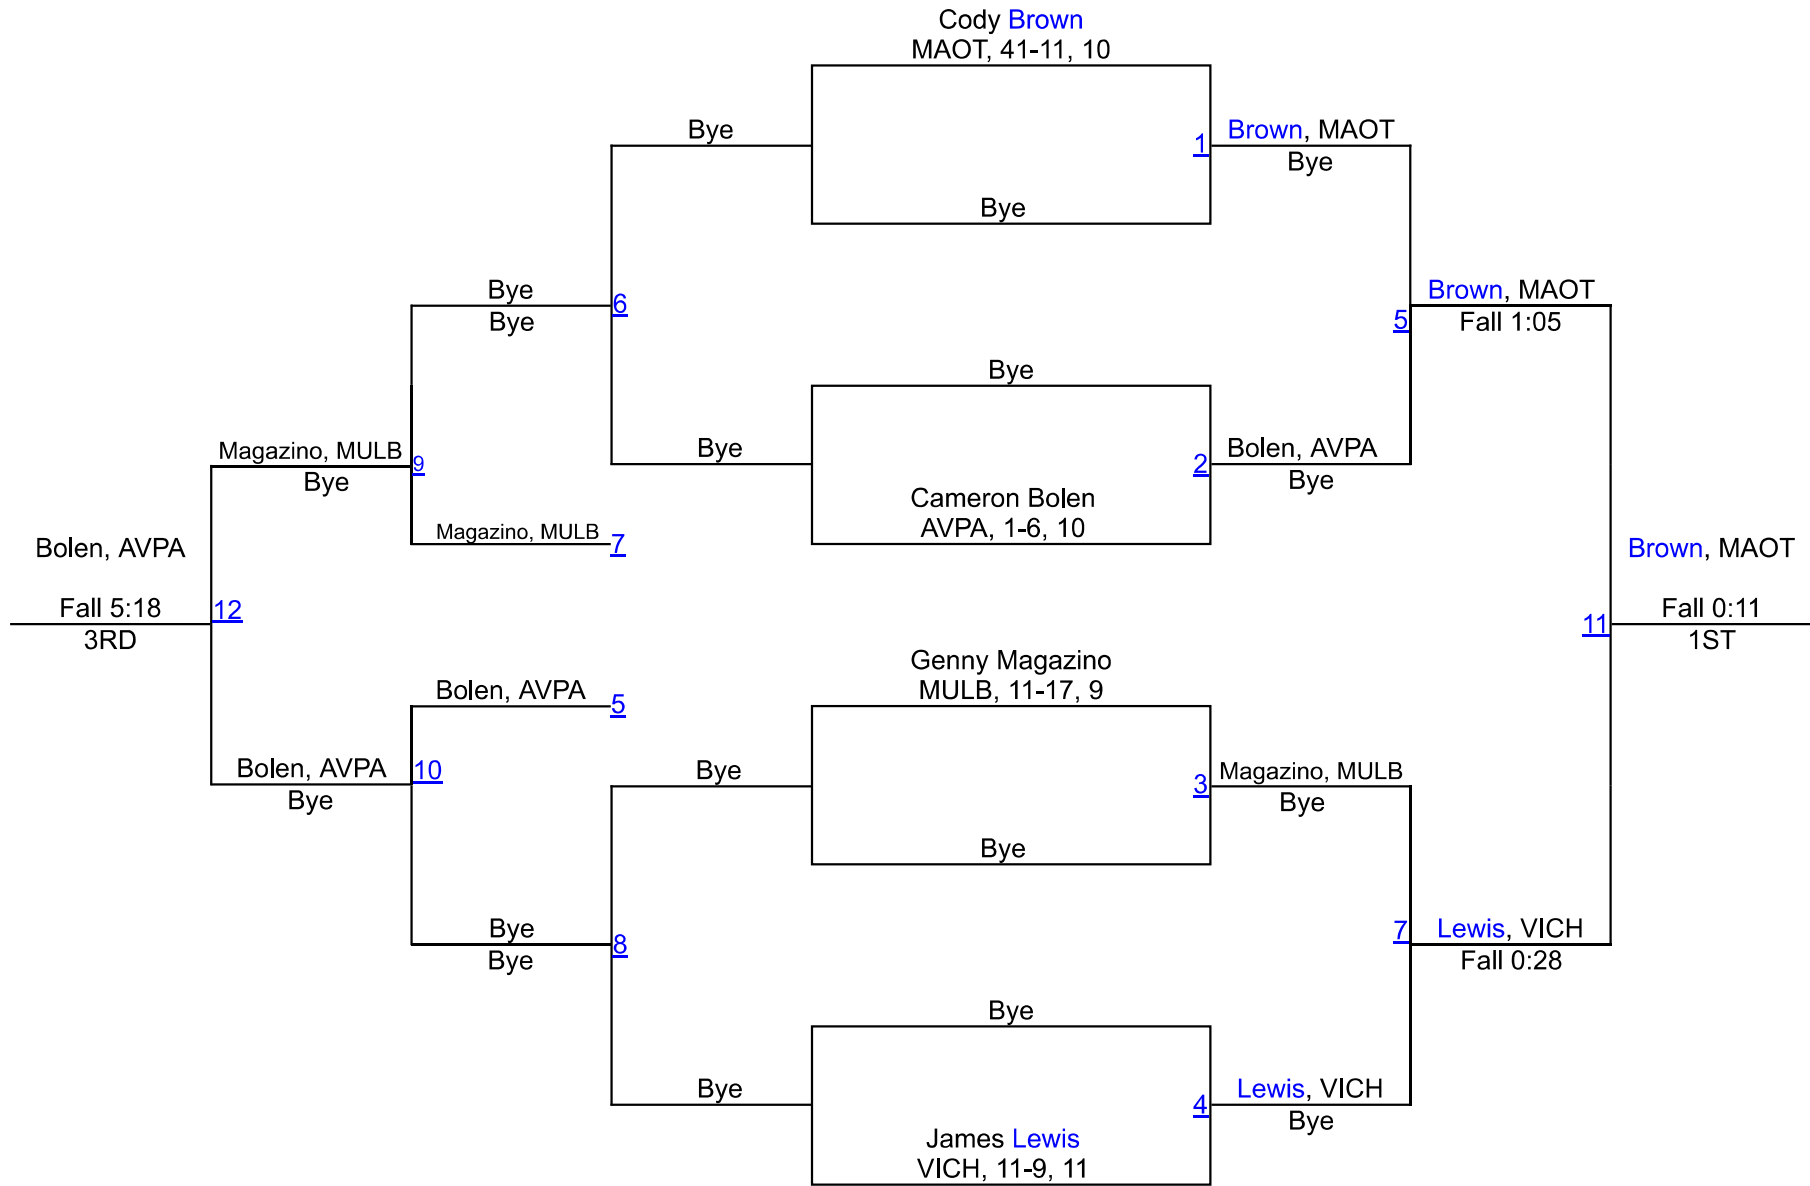 Cody Brown
MAOT, 41-11, 10
Bye
1
Brown, MAOT
Bye
Bye
Bye
Bye
6
5
Brown, MAOT
Fall 1:05
Bye
Magazino, MULB
Bye
9
Bye
2
Bolen, AVPA
Bye
Cameron Bolen
AVPA, 1-6, 10
Magazino, MULB
7
Bolen, AVPA
Fall 5:18
3RD
12
Brown, MAOT
11
Fall 0:11
1ST
Genny Magazino
MULB, 11-17, 9
Bolen, AVPA
5
Bolen, AVPA
Bye
10
Bye
3
Magazino, MULB
Bye
Bye
Bye
Bye
8
7
Lewis, VICH
Fall 0:28
Bye
Bye
4
Lewis, VICH
Bye
James Lewis
VICH, 11-9, 11